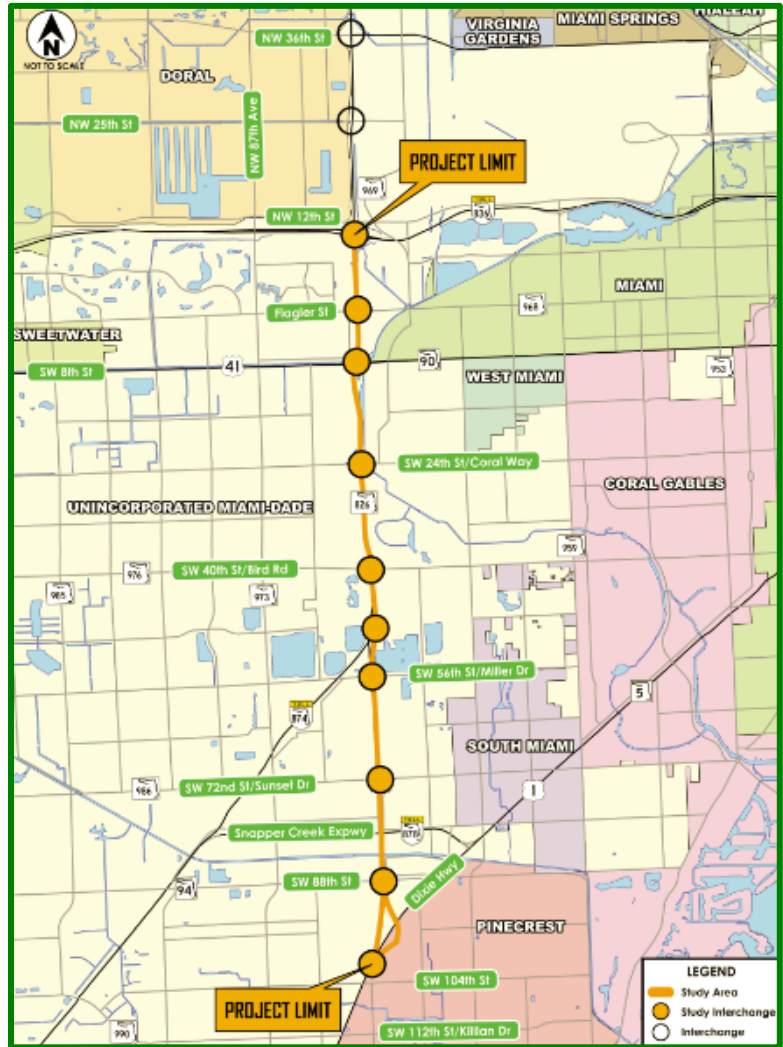 N
NOT TO SCALE
NW 36th St
VIRGINIA
GARDENS
MIAMI SPRINGS
HIALEAH
DORAL
NW 87th Ave
NW 25th St
PROJECT LIMIT
969
NW 12th St
TOLL
836
MIAMI
Flagler St
968
SWEETWATER
SW 8th St
41
90
953
WEST MIAMI
SW 24th St/Coral Way
CORAL GABLES
826
UNINCORPORATED MIAMI-DADE
959
SW 40th St/Bird Rd
976
985
973
SW 56th St/Miller Dr
5
TOLL
874
SOUTH MIAMI
SW 72nd St/Sunset Dr
986
1
Snapper Creek Expwy
TOLL
878
SW 88th St
94
Dixie Hwy
PINECREST
SW 104th St
PROJECT LIMIT
SW 112th St/Killian Dr
990
LEGEND
Study Area
Study Interchange
Interchange